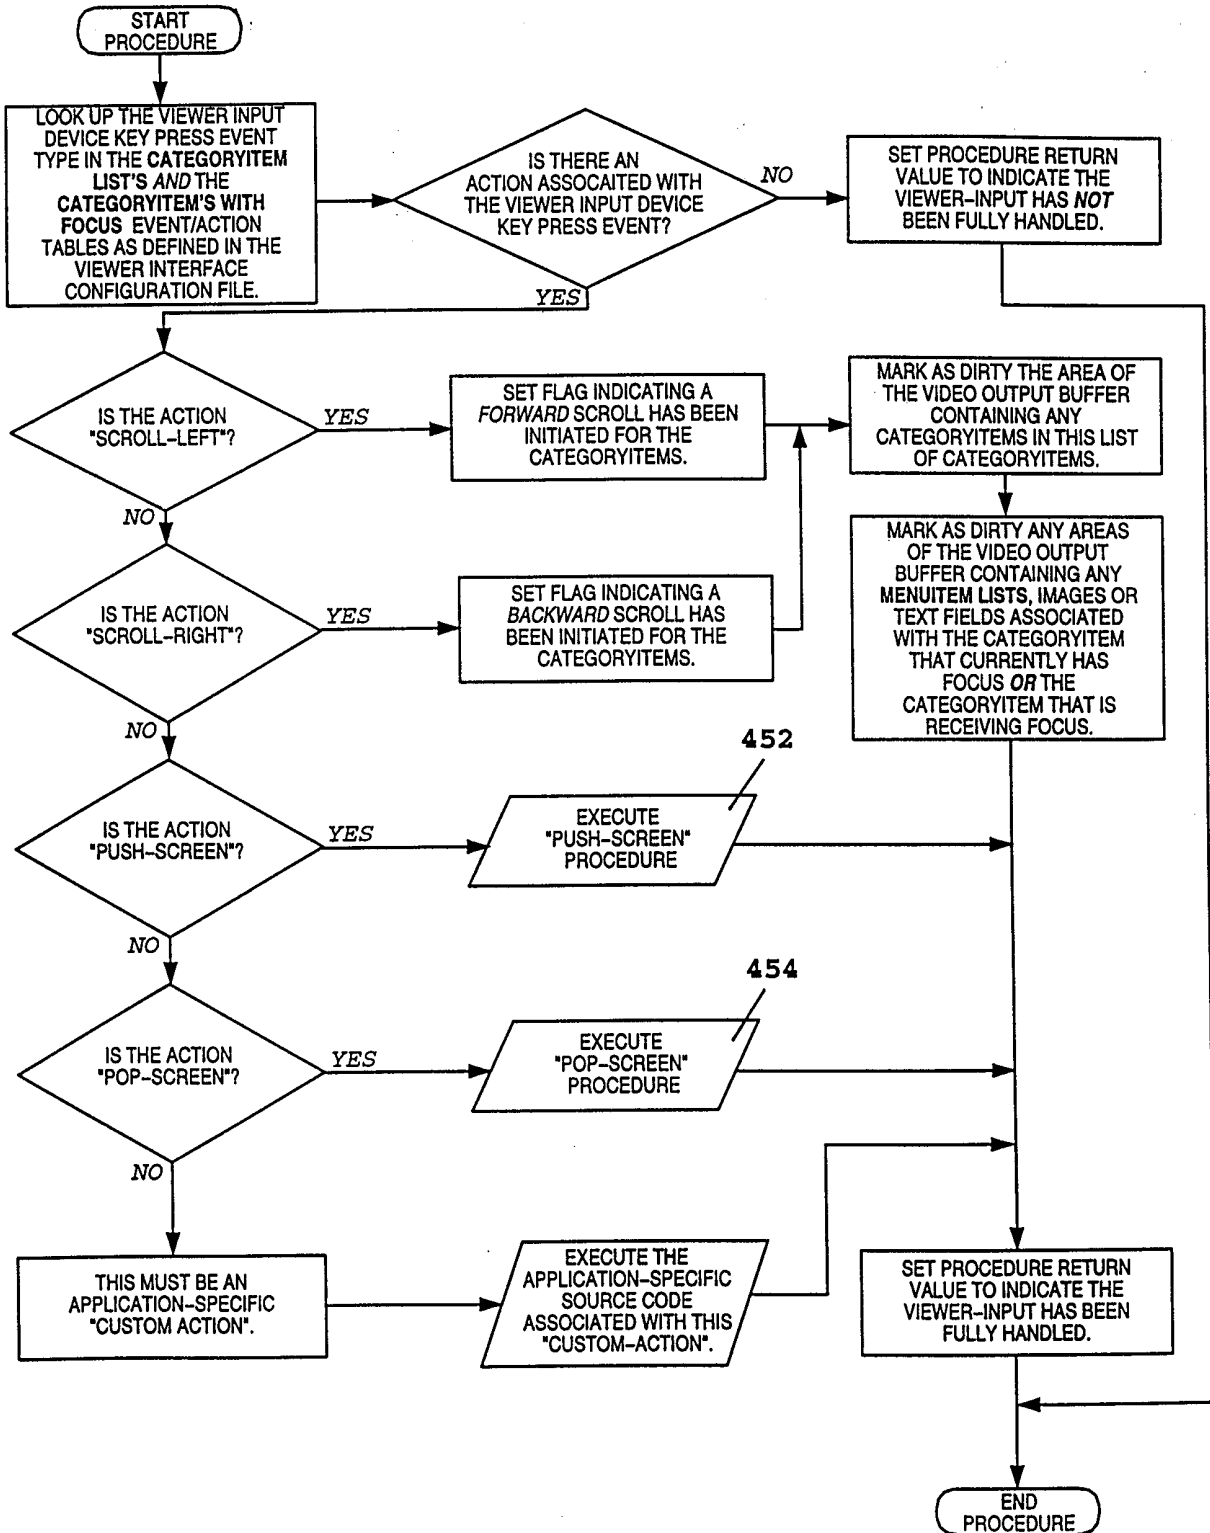 START
PROCEDURE
LOOK UP THE VIEWER INPUT
DEVICE KEY PRESS EVENT
TYPE IN THE CATEGORYITEM
LIST'S AND THE
CATEGORYITEM'S WITH
FOCUS EVENT/ACTION
TABLES AS DEFINED IN THE
VIEWER INTERFACE
CONFIGURATION FILE.
IS THERE AN
ACTION ASSOCAITED WITH
THE VIEWER INPUT DEVICE
KEY PRESS EVENT?
NO
SET PROCEDURE RETURN
VALUE TO INDICATE THE
VIEWER-INPUT HAS NOT
BEEN FULLY HANDLED.
YES
IS THE ACTION
"SCROLL-LEFT"?
YES
SET FLAG INDICATING A
FORWARD SCROLL HAS BEEN
INITIATED FOR THE
CATEGORYITEMS.
MARK AS DIRTY THE AREA OF
THE VIDEO OUTPUT BUFFER
CONTAINING ANY
CATEGORYITEMS IN THIS LIST
OF CATEGORYITEMS.
NO
IS THE ACTION
"SCROLL-RIGHT"?
YES
SET FLAG INDICATING A
BACKWARD SCROLL HAS
BEEN INITIATED FOR THE
CATEGORYITEMS.
MARK AS DIRTY ANY AREAS
OF THE VIDEO OUTPUT
BUFFER CONTAINING ANY
MENUITEM LISTS, IMAGES OR
TEXT FIELDS ASSOCIATED
WITH THE CATEGORYITEM
THAT CURRENTLY HAS
FOCUS OR THE
CATEGORYITEM THAT IS
RECEIVING FOCUS.
NO
452
IS THE ACTION
"PUSH-SCREEN"?
YES
EXECUTE
"PUSH-SCREEN"
PROCEDURE
NO
454
IS THE ACTION
"POP-SCREEN"?
YES
EXECUTE
"POP-SCREEN"
PROCEDURE
NO
THIS MUST BE AN
APPLICATION-SPECIFIC
"CUSTOM ACTION".
EXECUTE THE
APPLICATION-SPECIFIC
SOURCE CODE
ASSOCIATED WITH THIS
"CUSTOM-ACTION".
SET PROCEDURE RETURN
VALUE TO INDICATE THE
VIEWER-INPUT HAS BEEN
FULLY HANDLED.
END
PROCEDURE